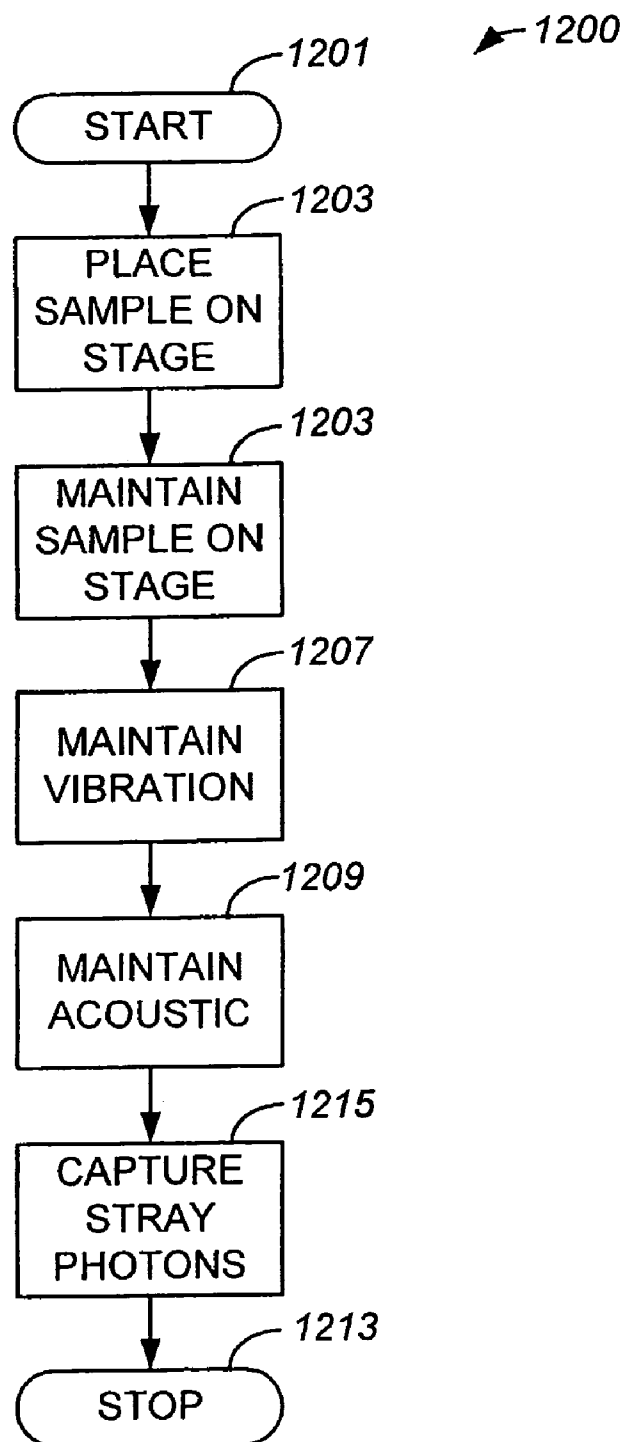 1200
1201
START
1203
PLACE
SAMPLE ON
STAGE
1203
MAINTAIN
SAMPLE ON
STAGE
1207
MAINTAIN
VIBRATION
1209
MAINTAIN
ACOUSTIC
1215
CAPTURE
STRAY
PHOTONS
1213
STOP